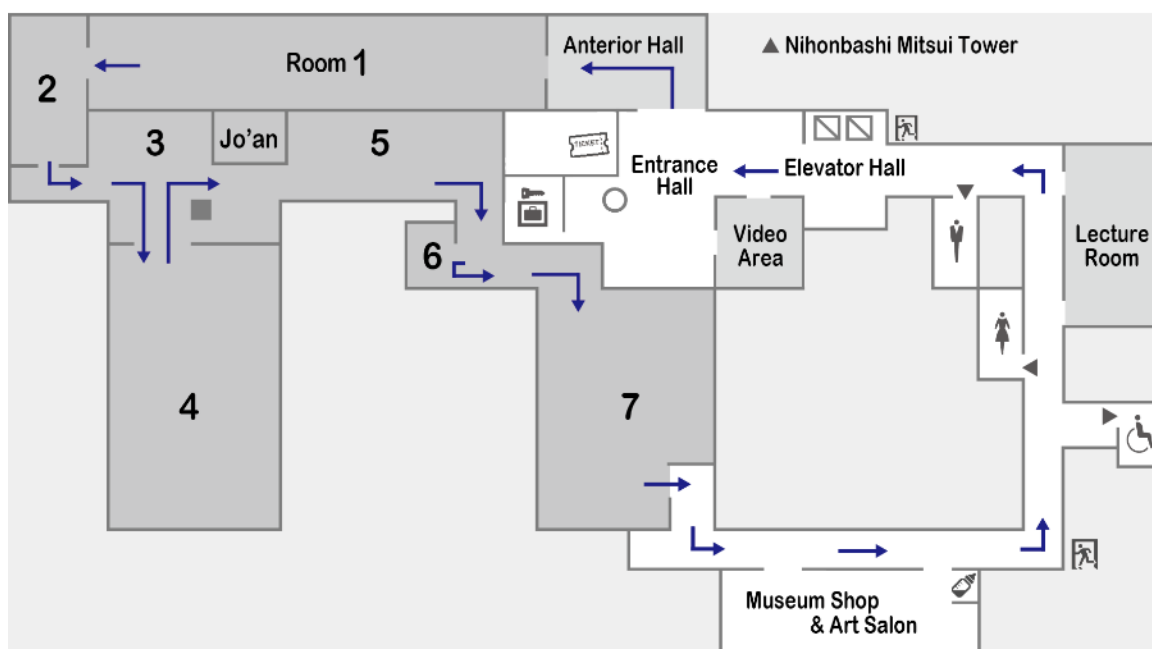 Anterior Hall
Nihonbashi Mitsui Tower
Room 1
2
3
Jo'an
5
TICKET
Entrance
Hall
Elevator Hall
6
Video
Area
Lecture
Room
4
7
Museum Shop
& Art Salon